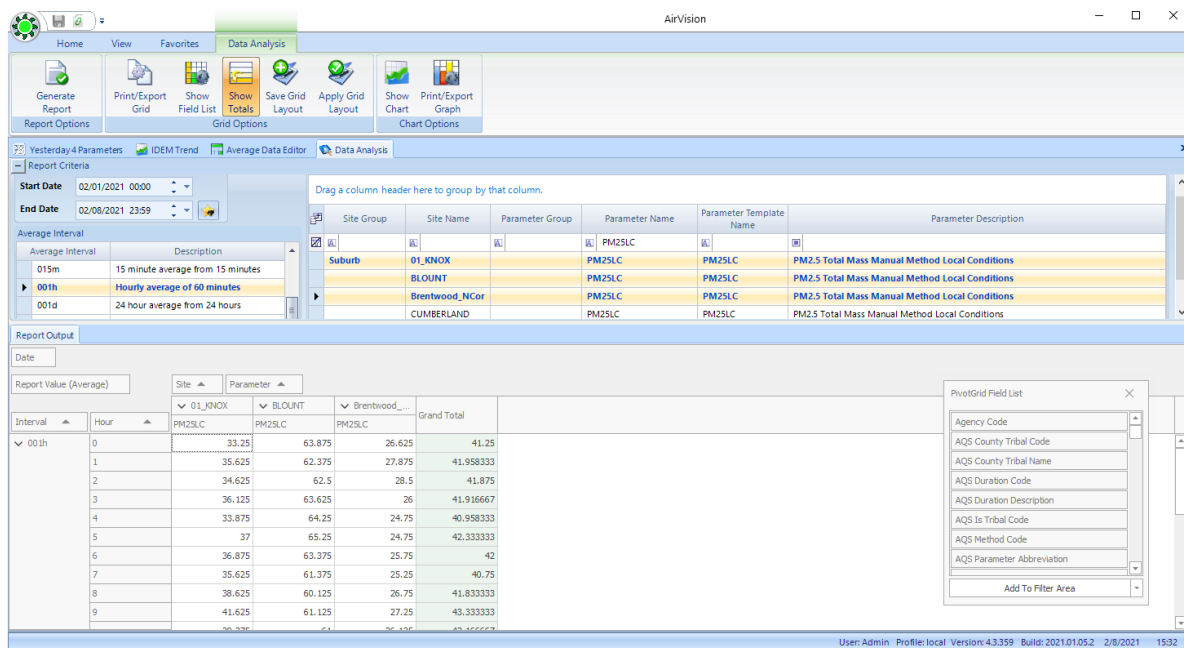 AirVision
Home View Favorites Data Analysis
Generate Report Print/Export Grid Show Field List Show Totals Save Grid Layout Apply Grid Layout Show Chart Print/Export Graph
Report Options Grid Options Chart Options
Yesterday 4 Parameters IDEM Trend Average Data Editor Data Analysis
Report Criteria
Start Date 02/01/2021 00:00
End Date 02/08/2021 23:59
Average Interval
Average Interval Description
015m 15 minute average from 15 minutes
001h Hourly average of 60 minutes
001d 24 hour average from 24 hours
Drag a column header here to group by that column.
Site Group Site Name Parameter Group Parameter Name Parameter Template Name Parameter Description
PM25LC
Suburb 01_KNOX PM25LC PM25LC PM2.5 Total Mass Manual Method Local Conditions
BLOUNT PM25LC PM25LC PM2.5 Total Mass Manual Method Local Conditions
Brentwood_NCor PM25LC PM25LC PM2.5 Total Mass Manual Method Local Conditions
CUMBERLAND PM25LC PM25LC PM2.5 Total Mass Manual Method Local Conditions
Report Output
Date
Report Value (Average) Site Parameter
01_KNOX BLOUNT Brentwood_... Grand Total
Interval Hour PM25LC PM25LC PM25LC
001h 0 33.25 63.875 26.625 41.25
1 35.625 62.375 27.875 41.958333
2 34.625 62.5 28.5 41.875
3 36.125 63.625 26 41.916667
4 33.875 64.25 24.75 40.958333
5 37 65.25 24.75 42.333333
6 36.875 63.375 25.75 42
7 35.625 61.375 25.25 40.75
8 38.625 60.125 26.75 41.833333
9 41.625 61.125 27.25 43.333333
PivotGrid Field List
Agency Code
AQS County Tribal Code
AQS County Tribal Name
AQS Duration Code
AQS Duration Description
AQS Is Tribal Code
AQS Method Code
AQS Parameter Abbreviation
Add To Filter Area
User: Admin Profile: local Version: 4.3.359 Build: 2021.01.05.2 2/8/2021 15:32